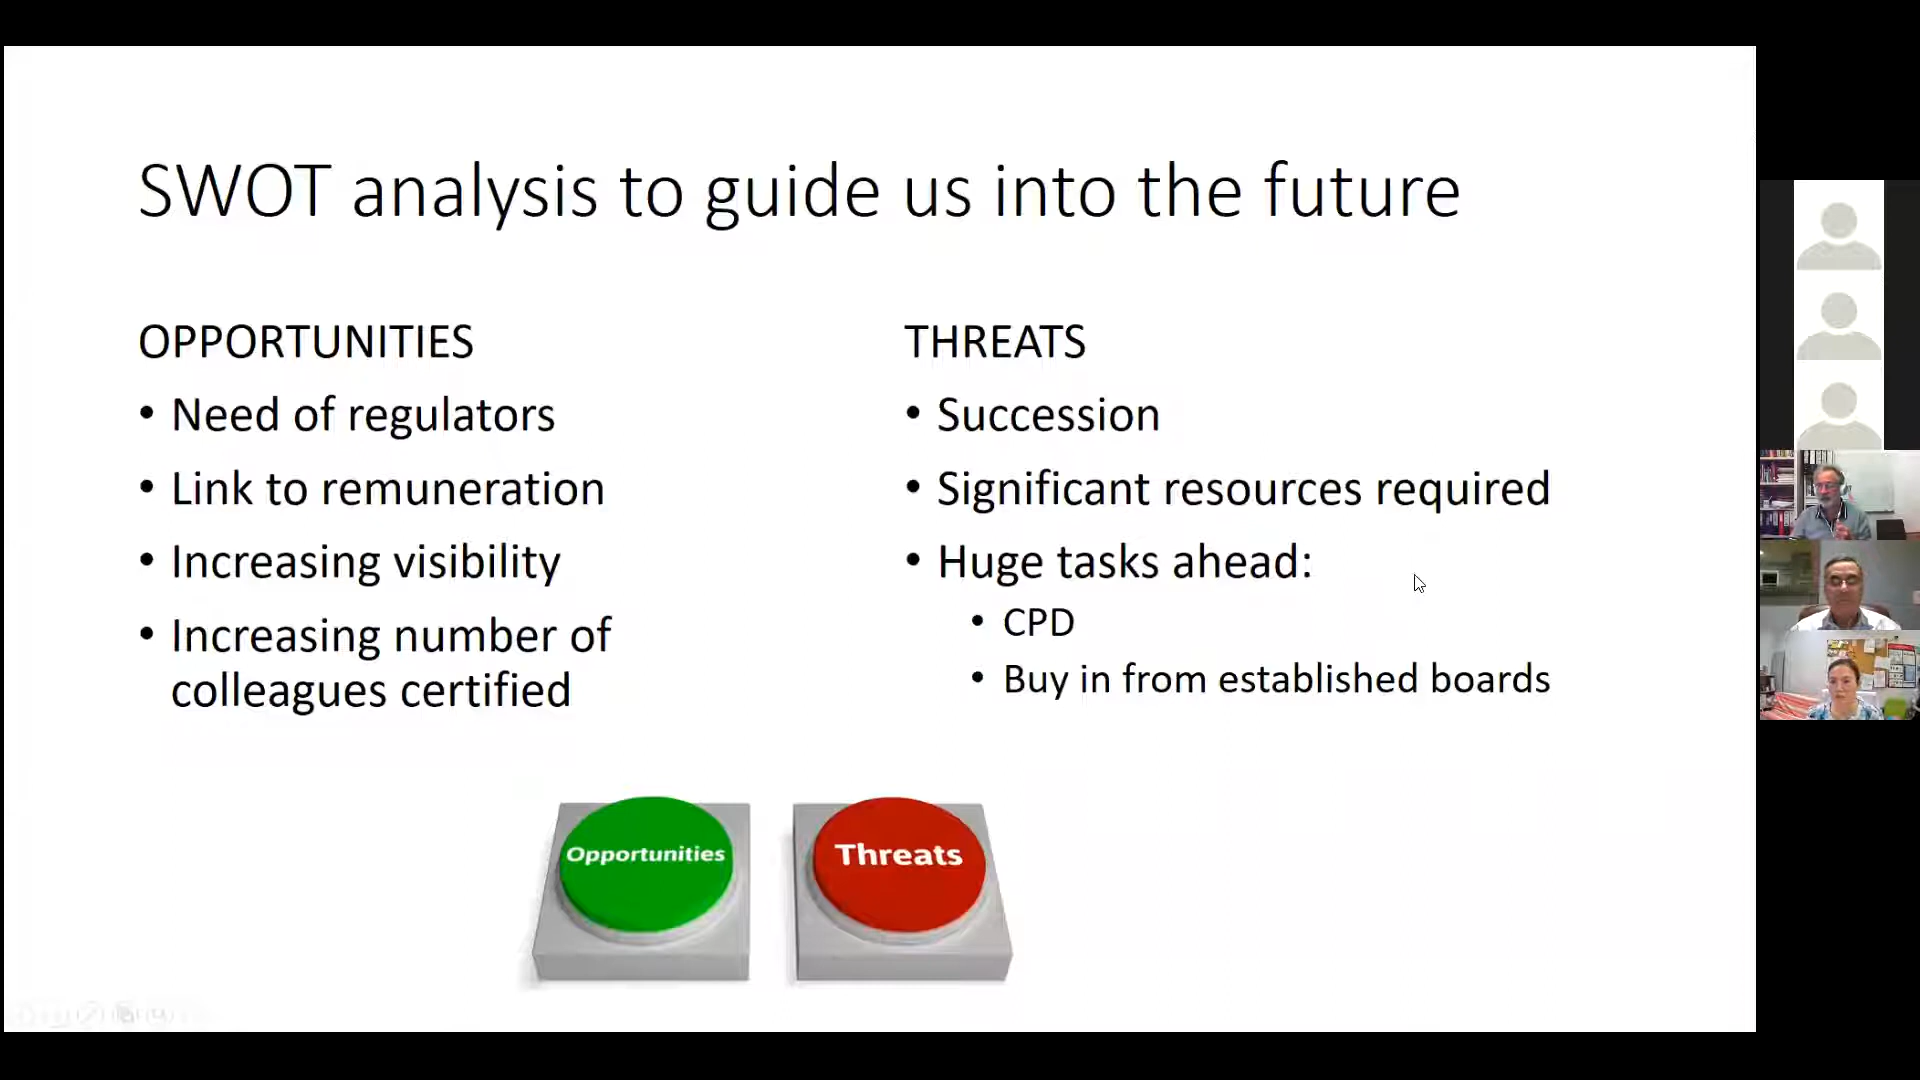 SWOT analysis to guide us into the future
OPPORTUNITIES
• Need of regulators
• Link to remuneration
• Increasing visibility
• Increasing number of
colleagues certified
THREATS
• Succession
• Significant resources required
• Huge tasks ahead:
• CPD
• Buy in from established boards
Opportunities
Threats